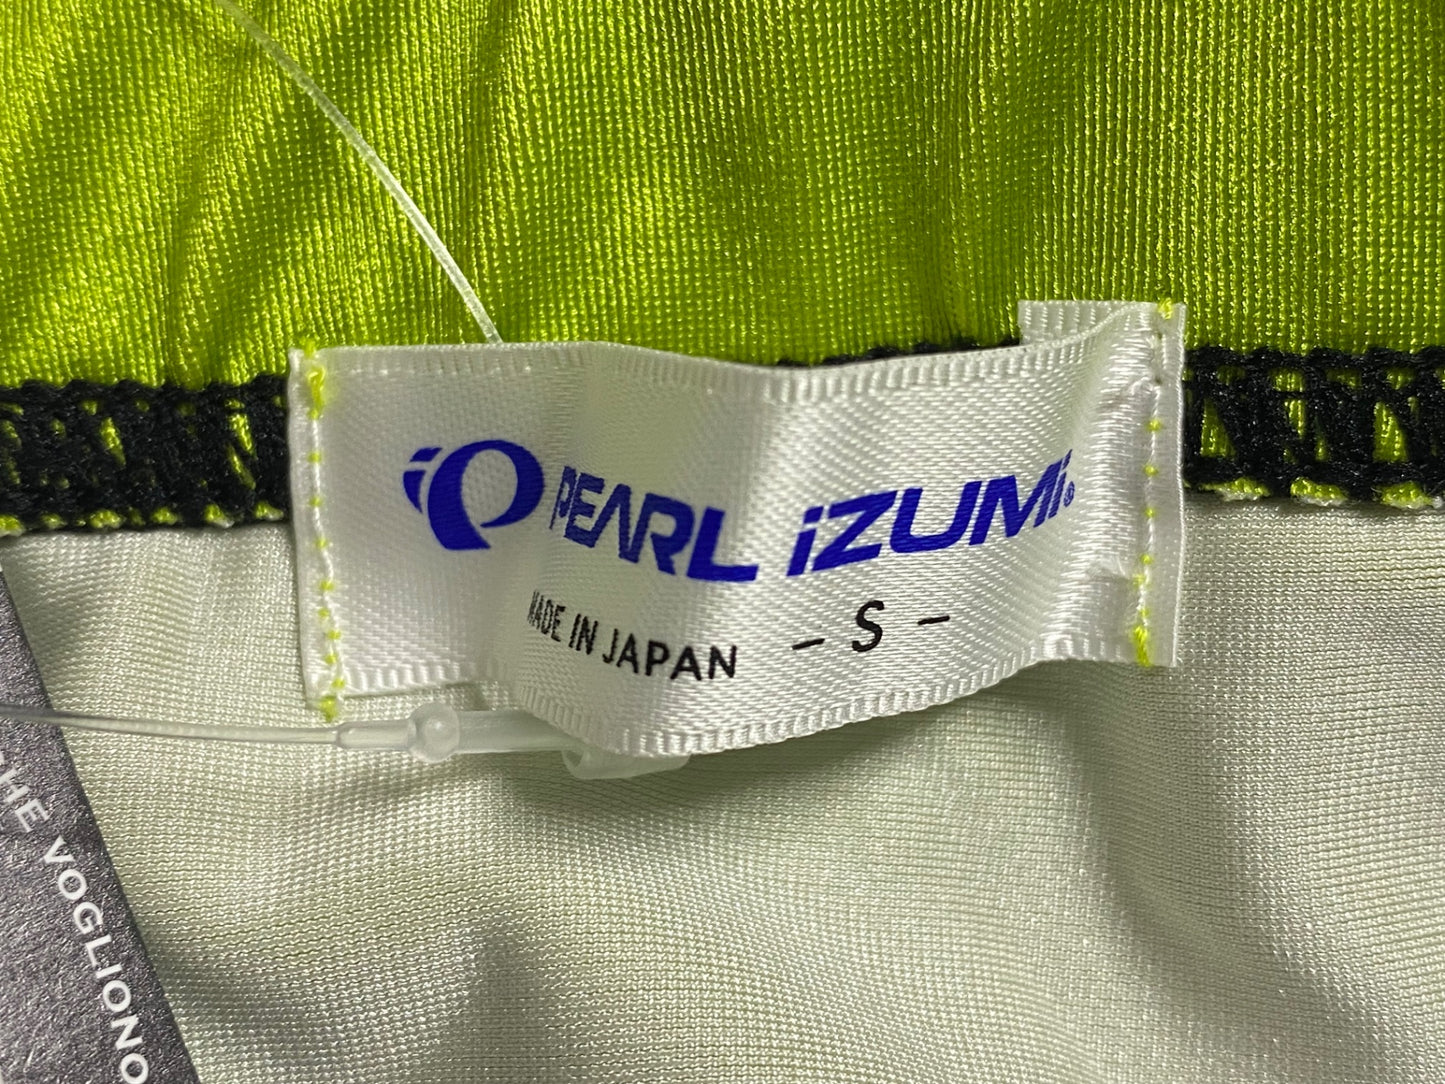 PEARL iZUMi®
MADE IN JAPAN - S -
HE VOGLIONO